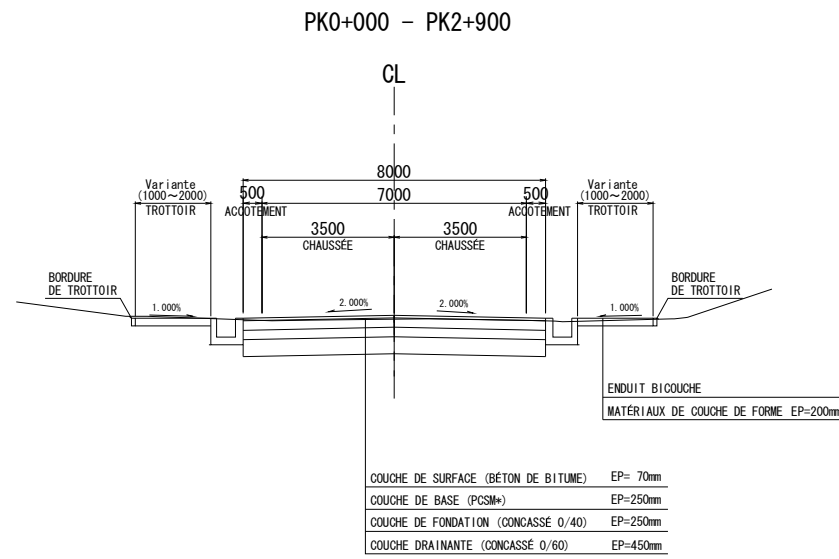 PK0+000 - PK2+900
CL
8000
Variante
(1000～2000)
TROTTOIR
500
ACCOTEMENT
7000
500
ACCOTEMENT
Variante
(1000～2000)
TROTTOIR
3500
CHAUSSÉE
3500
CHAUSSÉE
BORDURE
DE TROTTOIR
BORDURE
DE TROTTOIR
1.000%
2.000%
2.000%
1.000%
ENDUIT BICOUCHE
MATÉRIAUX DE COUCHE DE FORME EP=200mm
COUCHE DE SURFACE (BÉTON DE BITUME) EP= 70mm
COUCHE DE BASE (PCSM*) EP=250mm
COUCHE DE FONDATION (CONCASSÉ 0/40) EP=250mm
COUCHE DRAINANTE (CONCASSÉ 0/60) EP=450mm